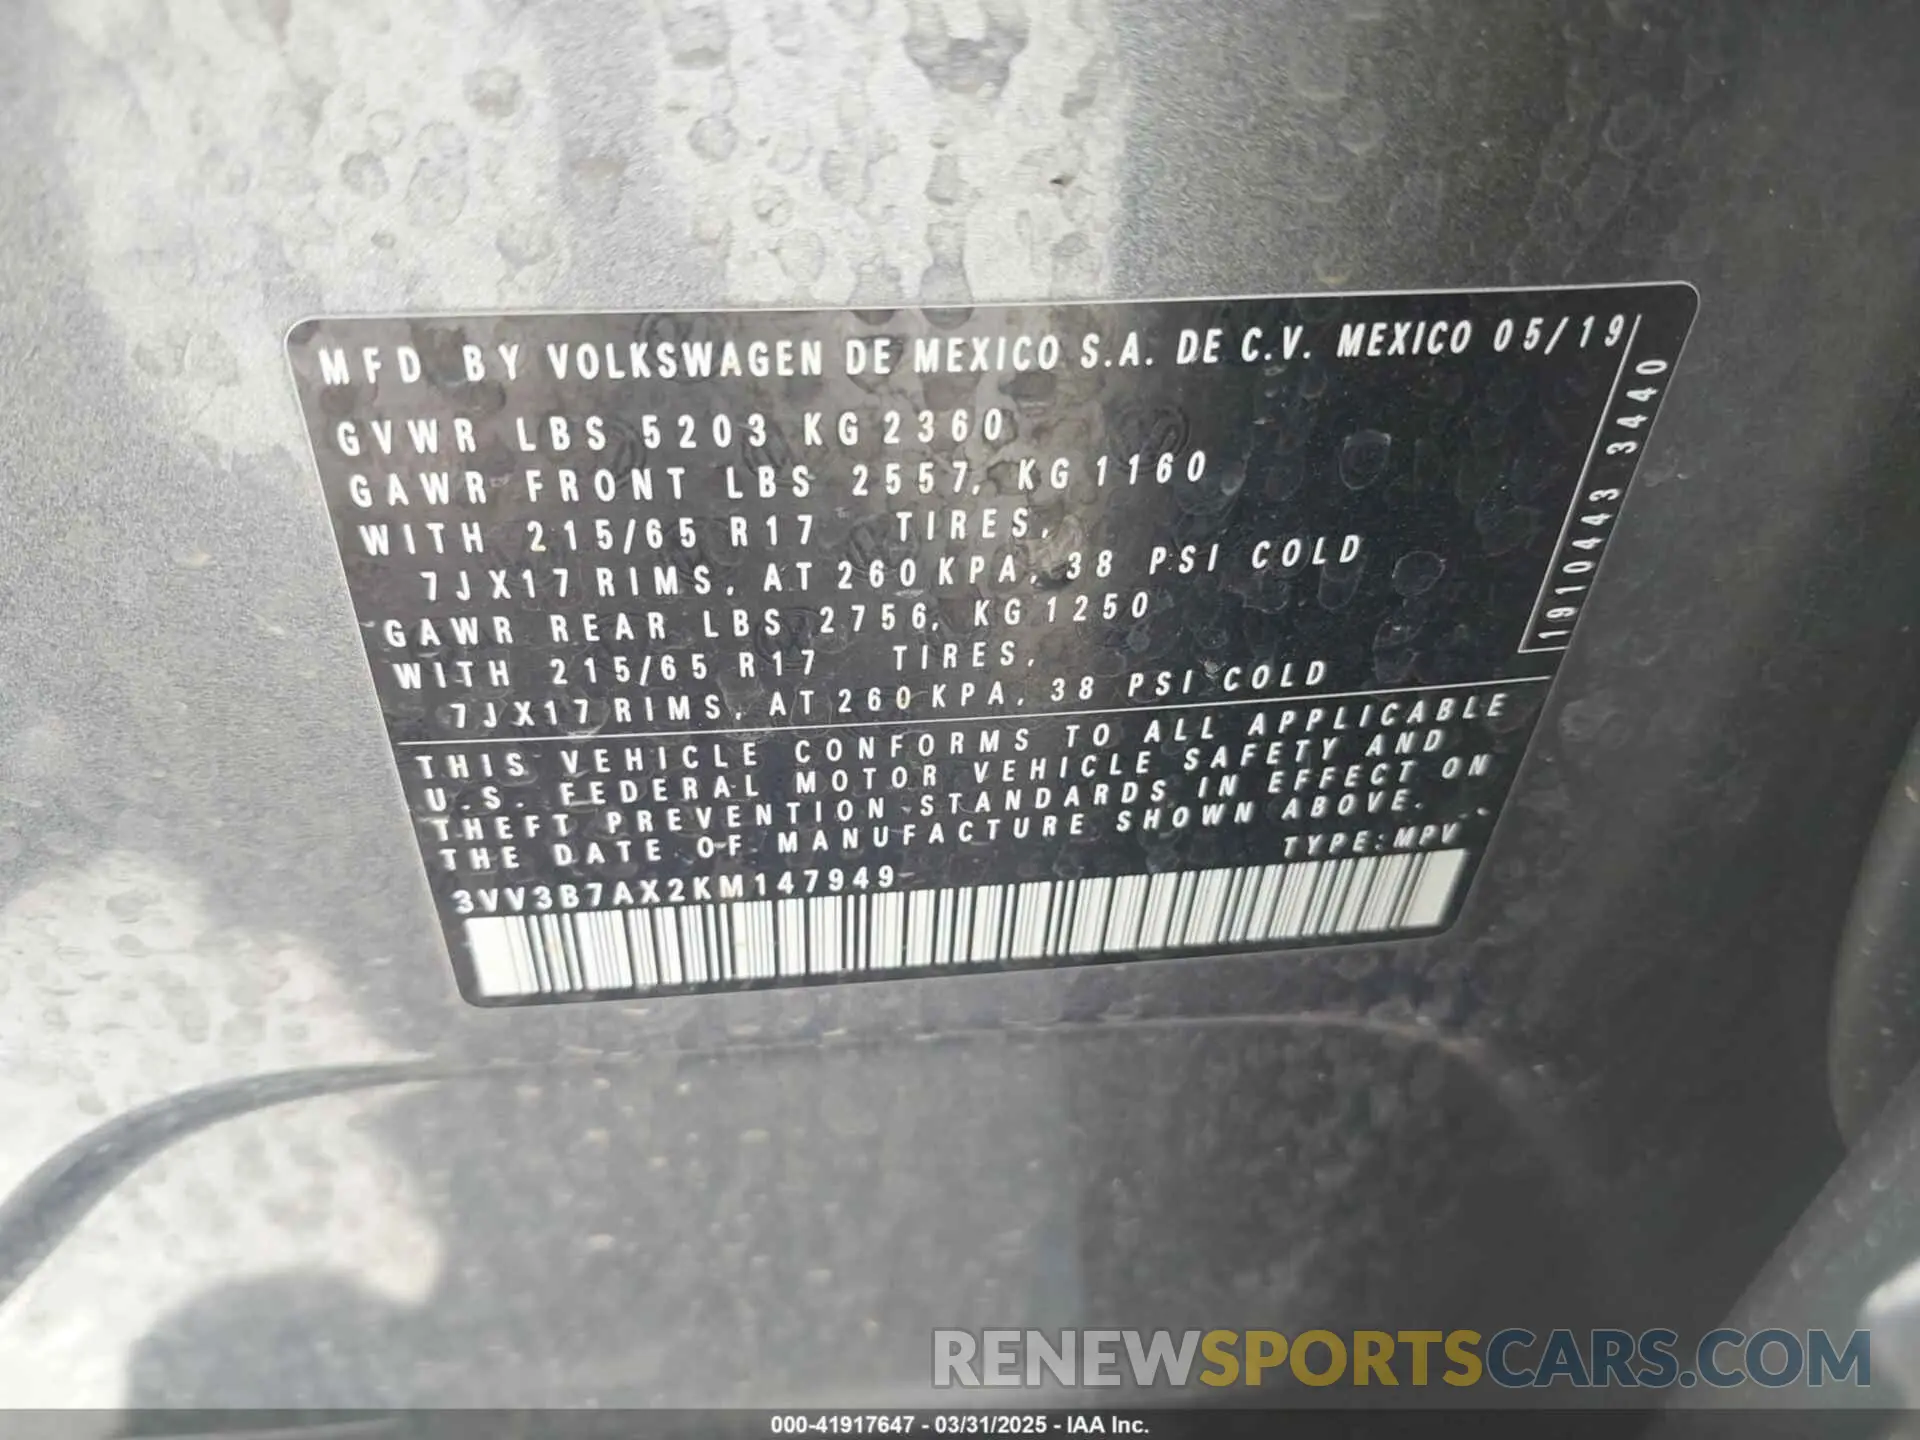 MFD BY VOLKSWAGEN DE MEXICO S.A. DE C.V. MEXICO 05/19
GVWR LBS 5203 KG 2360
GAWR FRONT LBS 2557, KG 1160
WITH 215/65 R17 TIRES,
7JX17 RIMS, AT 260 KPA, 38 PSI COLD
GAWR REAR LBS 2756, KG 1250
WITH 215/65 R17 TIRES,
7JX17 RIMS, AT 260 KPA, 38 PSI COLD
1910443 3440
THIS VEHICLE CONFORMS TO ALL APPLICABLE
U.S. FEDERAL MOTOR VEHICLE SAFETY AND
THEFT PREVENTION STANDARDS IN EFFECT ON
THE DATE OF MANUFACTURE SHOWN ABOVE.
TYPE: MPV
3VV3B7AX2KM147949
RENEWSPORTSCARS.COM
000-41917647 - 03/31/2025 - IAA Inc.